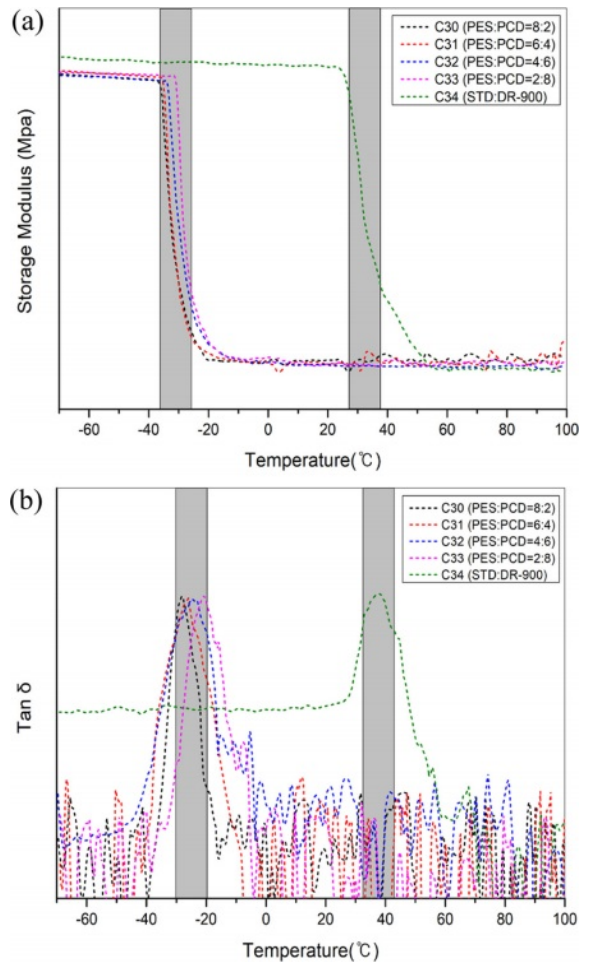 (a)
C30 (PES:PCD=8:2)
C31 (PES:PCD=6:4)
C32 (PES:PCD=4:6)
C33 (PES:PCD=2:8)
C34 (STD:DR-900)
Storage Modulus (Mpa)
-60 -40 -20 0 20 40 60 80 100
Temperature(℃)
(b)
C30 (PES:PCD=8:2)
C31 (PES:PCD=6:4)
C32 (PES:PCD=4:6)
C33 (PES:PCD=2:8)
C34 (STD:DR-900)
Tan δ
-60 -40 -20 0 20 40 60 80 100
Temperature(℃)